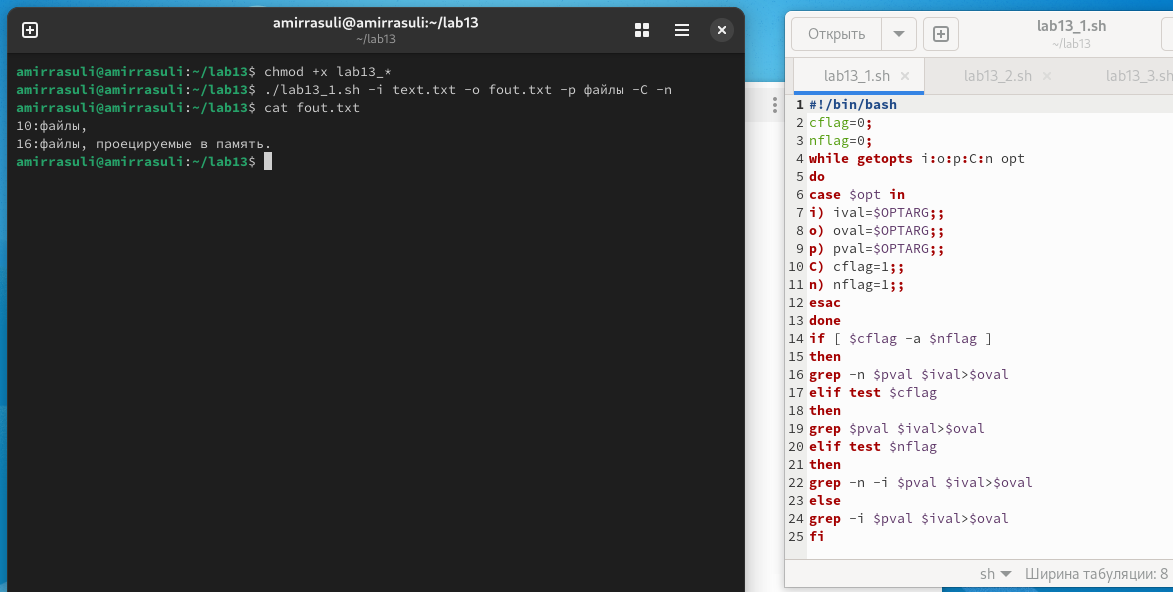 amirrasuli@amirrasuli:~/lab13
~/lab13
amirrasuli@amirrasuli:~/lab13$ chmod +x lab13_*
amirrasuli@amirrasuli:~/lab13$ ./lab13_1.sh -i text.txt -o fout.txt -p файлы -C -n
amirrasuli@amirrasuli:~/lab13$ cat fout.txt
10:файлы,
16:файлы, проецируемые в память.
amirrasuli@amirrasuli:~/lab13$
Открыть
lab13_1.sh
~/lab13
lab13_1.sh × lab13_2.sh × lab13_3.sh
1 #!/bin/bash
2 cflag=0;
3 nflag=0;
4 while getopts i:o:p:C:n opt
5 do
6 case $opt in
7 i) ival=$OPTARG;;
8 o) oval=$OPTARG;;
9 p) pval=$OPTARG;;
10 C) cflag=1;;
11 n) nflag=1;;
12 esac
13 done
14 if [ $cflag -a $nflag ]
15 then
16 grep -n $pval $ival>$oval
17 elif test $cflag
18 then
19 grep $pval $ival>$oval
20 elif test $nflag
21 then
22 grep -n -i $pval $ival>$oval
23 else
24 grep -i $pval $ival>$oval
25 fi
sh Ширина табуляции: 8